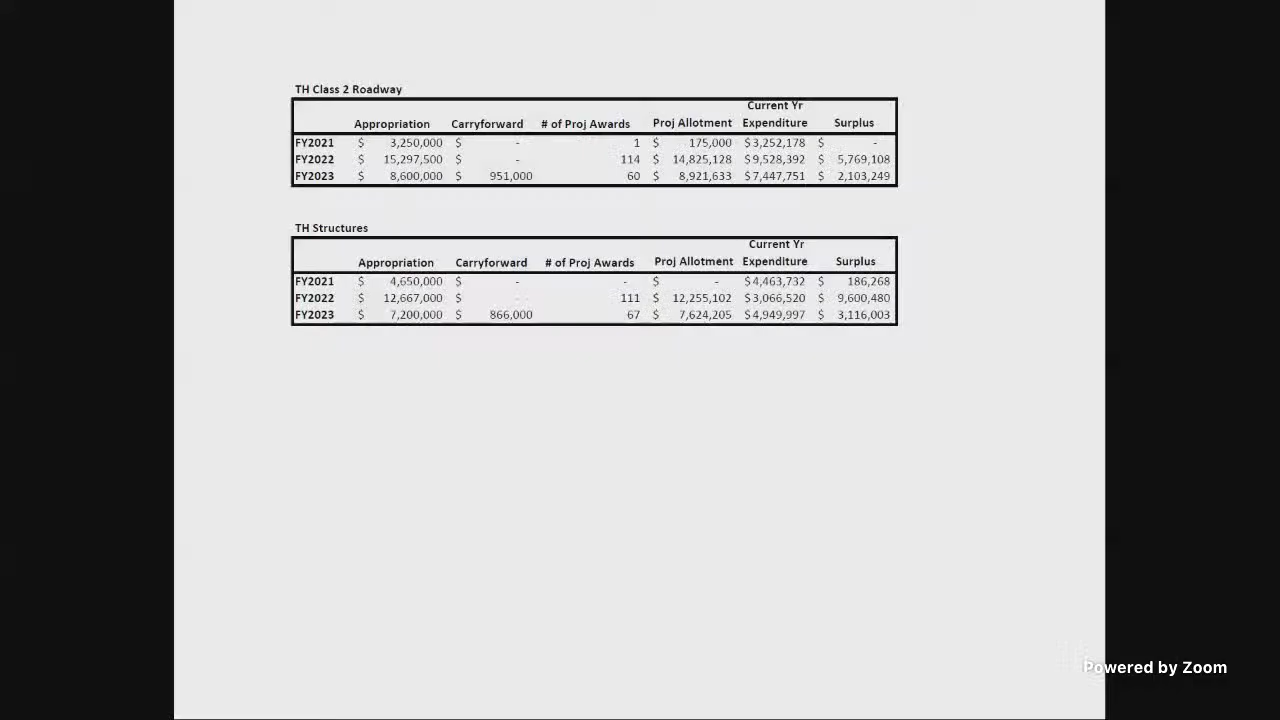 TH Class 2 Roadway
Current Yr
Appropriation Carryforward # of Proj Awards Proj Allotment Expenditure Surplus
FY2021 $ 3,250,000 $ - 1 $ 175,000 $3,252,178 $ -
FY2022 $ 15,297,500 $ - 114 $ 14,825,128 $9,528,392 $ 5,769,108
FY2023 $ 8,600,000 $ 951,000 60 $ 8,921,633 $7,447,751 $ 2,103,249
TH Structures
Current Yr
Appropriation Carryforward # of Proj Awards Proj Allotment Expenditure Surplus
FY2021 $ 4,650,000 $ - - $ - $4,463,732 $ 186,268
FY2022 $ 12,667,000 $ - 111 $ 12,255,102 $3,066,520 $ 9,600,480
FY2023 $ 7,200,000 $ 866,000 67 $ 7,624,205 $4,949,997 $ 3,116,003
Powered by Zoom